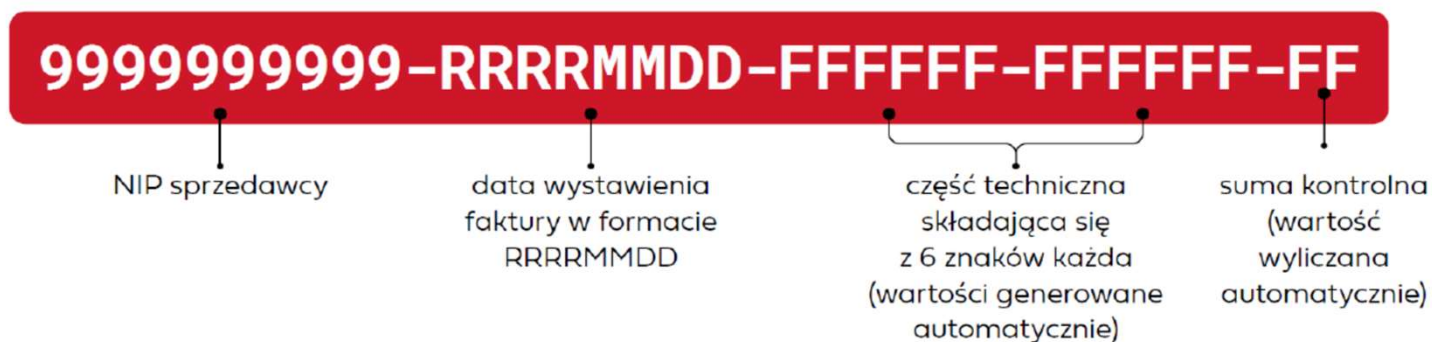 9999999999-RRRRMMDD-FFFFFF-FFFFFF-FF
NIP sprzedawcy
data wystawienia
faktury w formacie
RRRRMMDD
część techniczna
składająca się
z 6 znaków każda
(wartości generowane
automatycznie)
suma kontrolna
(wartość
wyliczana
automatycznie)